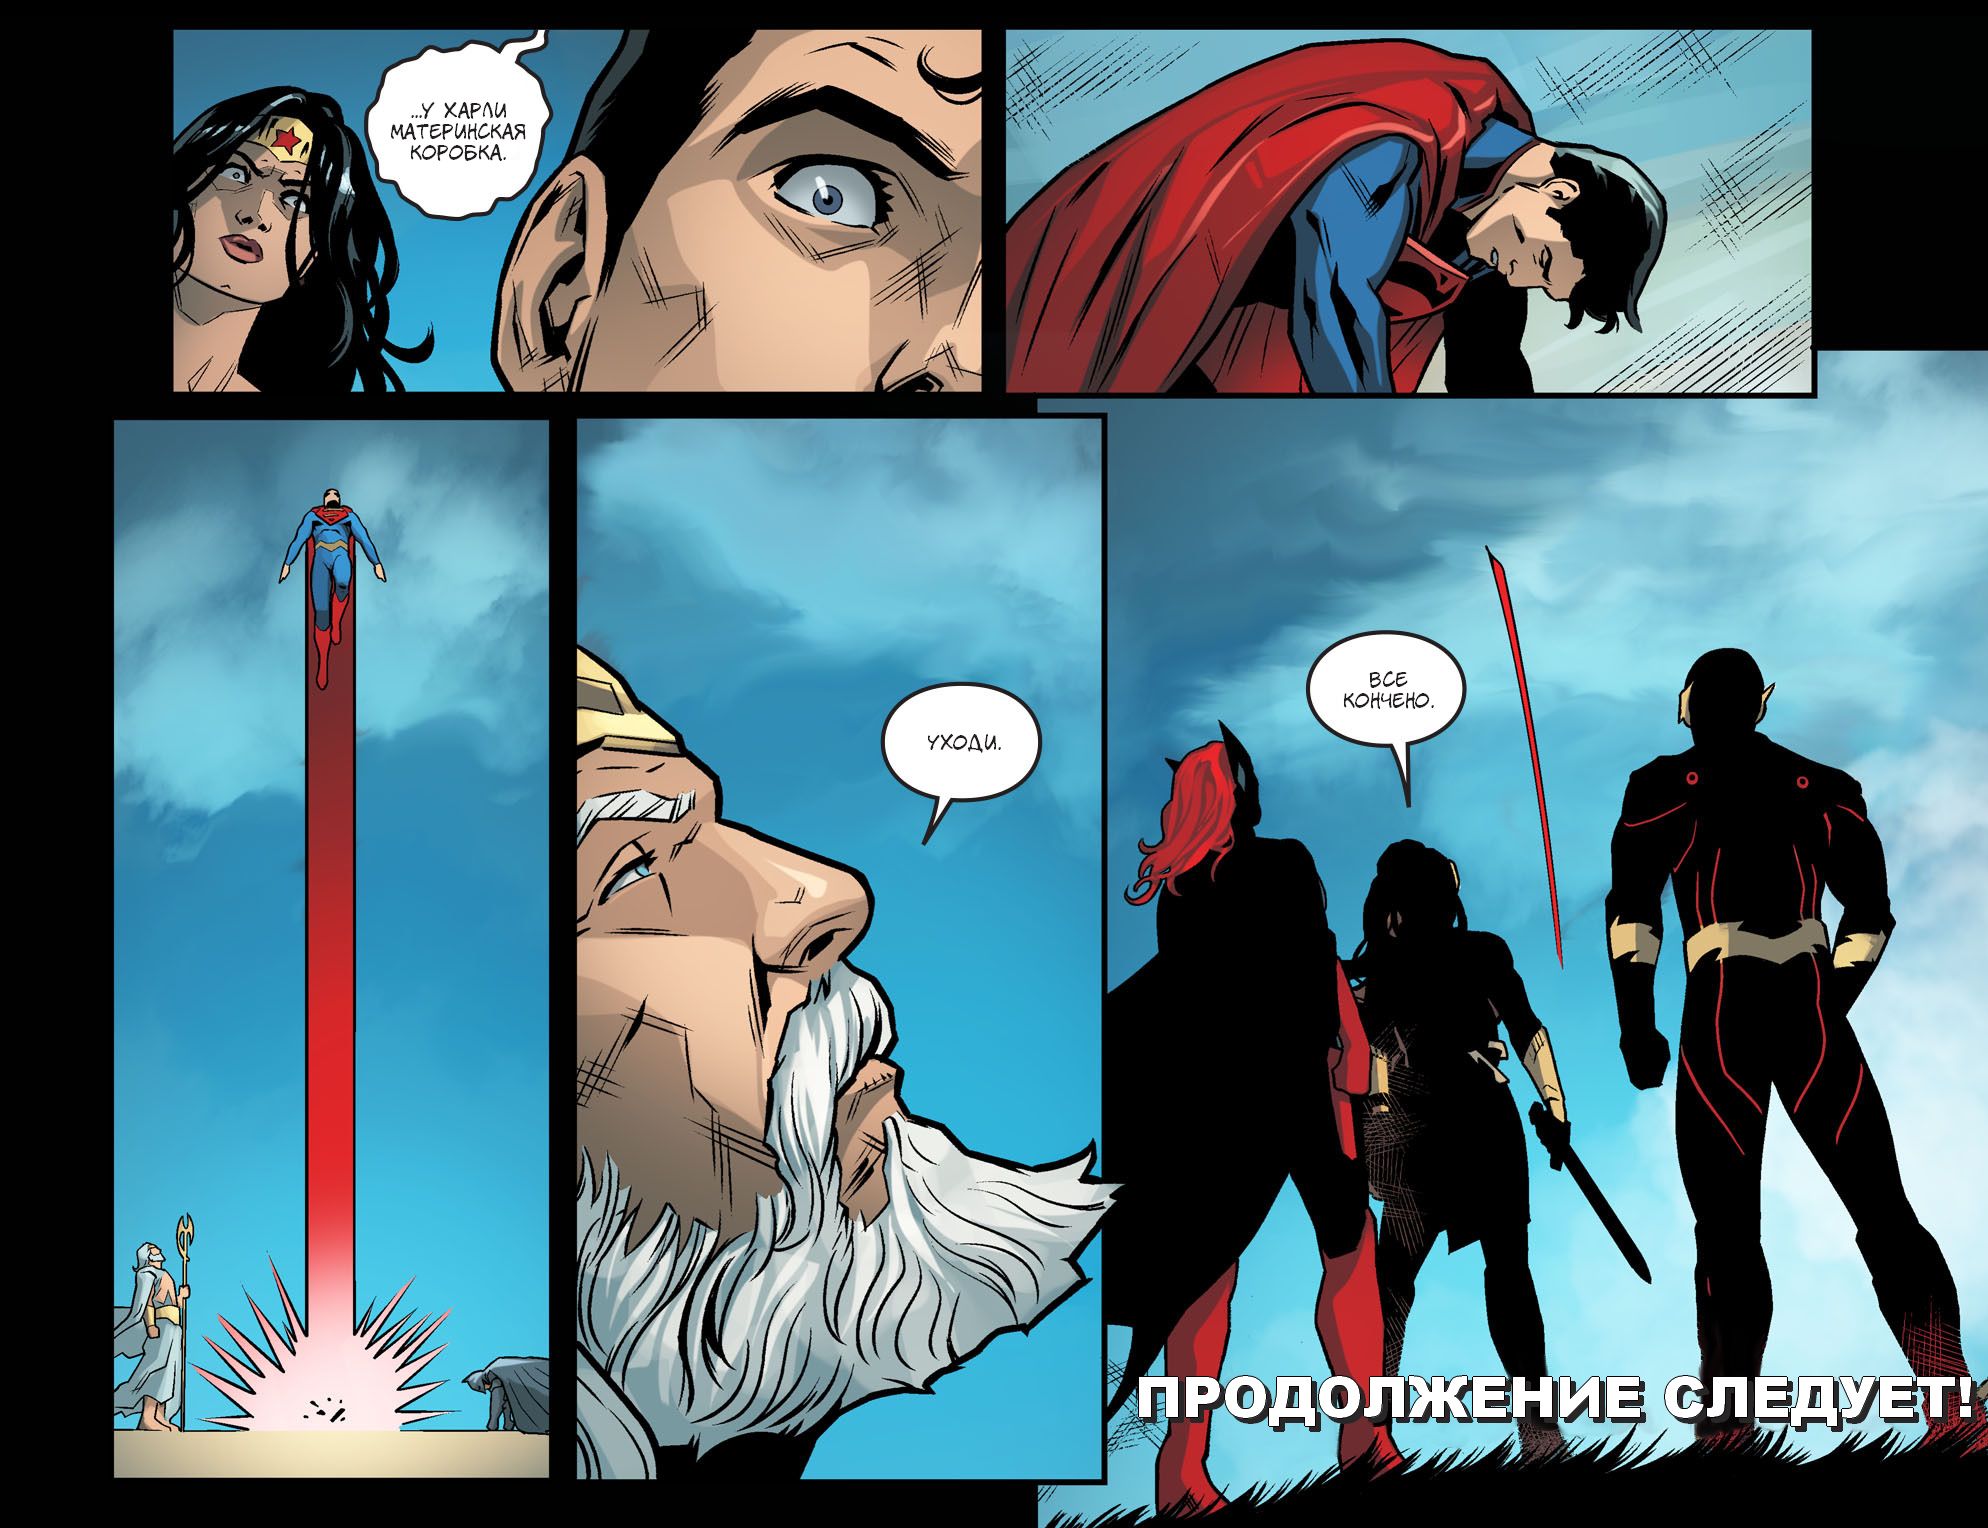 ...У ХАРЛИ
МАТЕРИНСКАЯ
КОРОБКА.
УХОДИ.
ВСЕ
КОНЧЕНО.
ПРОДОЛЖЕНИЕ СЛЕДУЕТ!